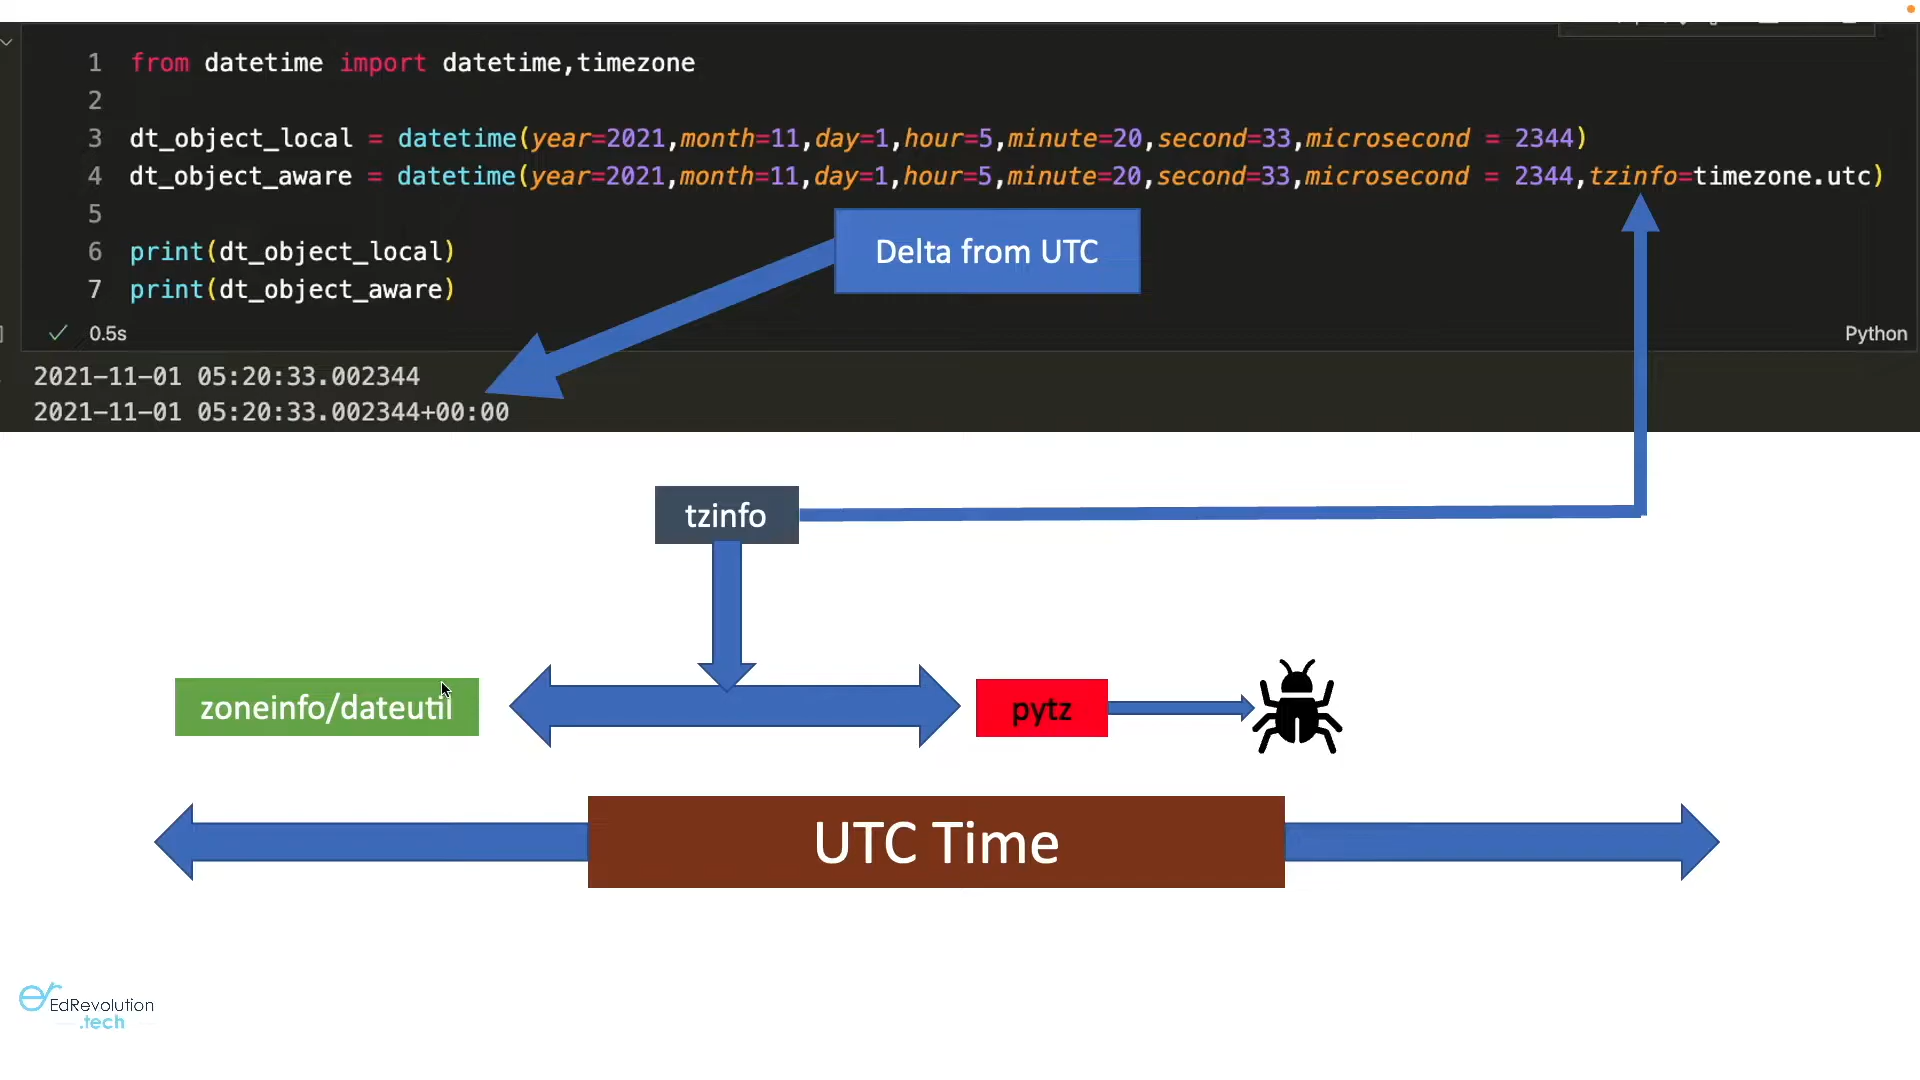 1 from datetime import datetime,timezone
2
3 dt_object_local = datetime(year=2021,month=11,day=1,hour=5,minute=20,second=33,microsecond = 2344)
4 dt_object_aware = datetime(year=2021,month=11,day=1,hour=5,minute=20,second=33,microsecond = 2344,tzinfo=timezone.utc)
5
6 print(dt_object_local)
7 print(dt_object_aware)
Delta from UTC
0.5s
Python
2021-11-01 05:20:33.002344
2021-11-01 05:20:33.002344+00:00
tzinfo
zoneinfo/dateutil
pytz
UTC Time
EdRevolution
.tech